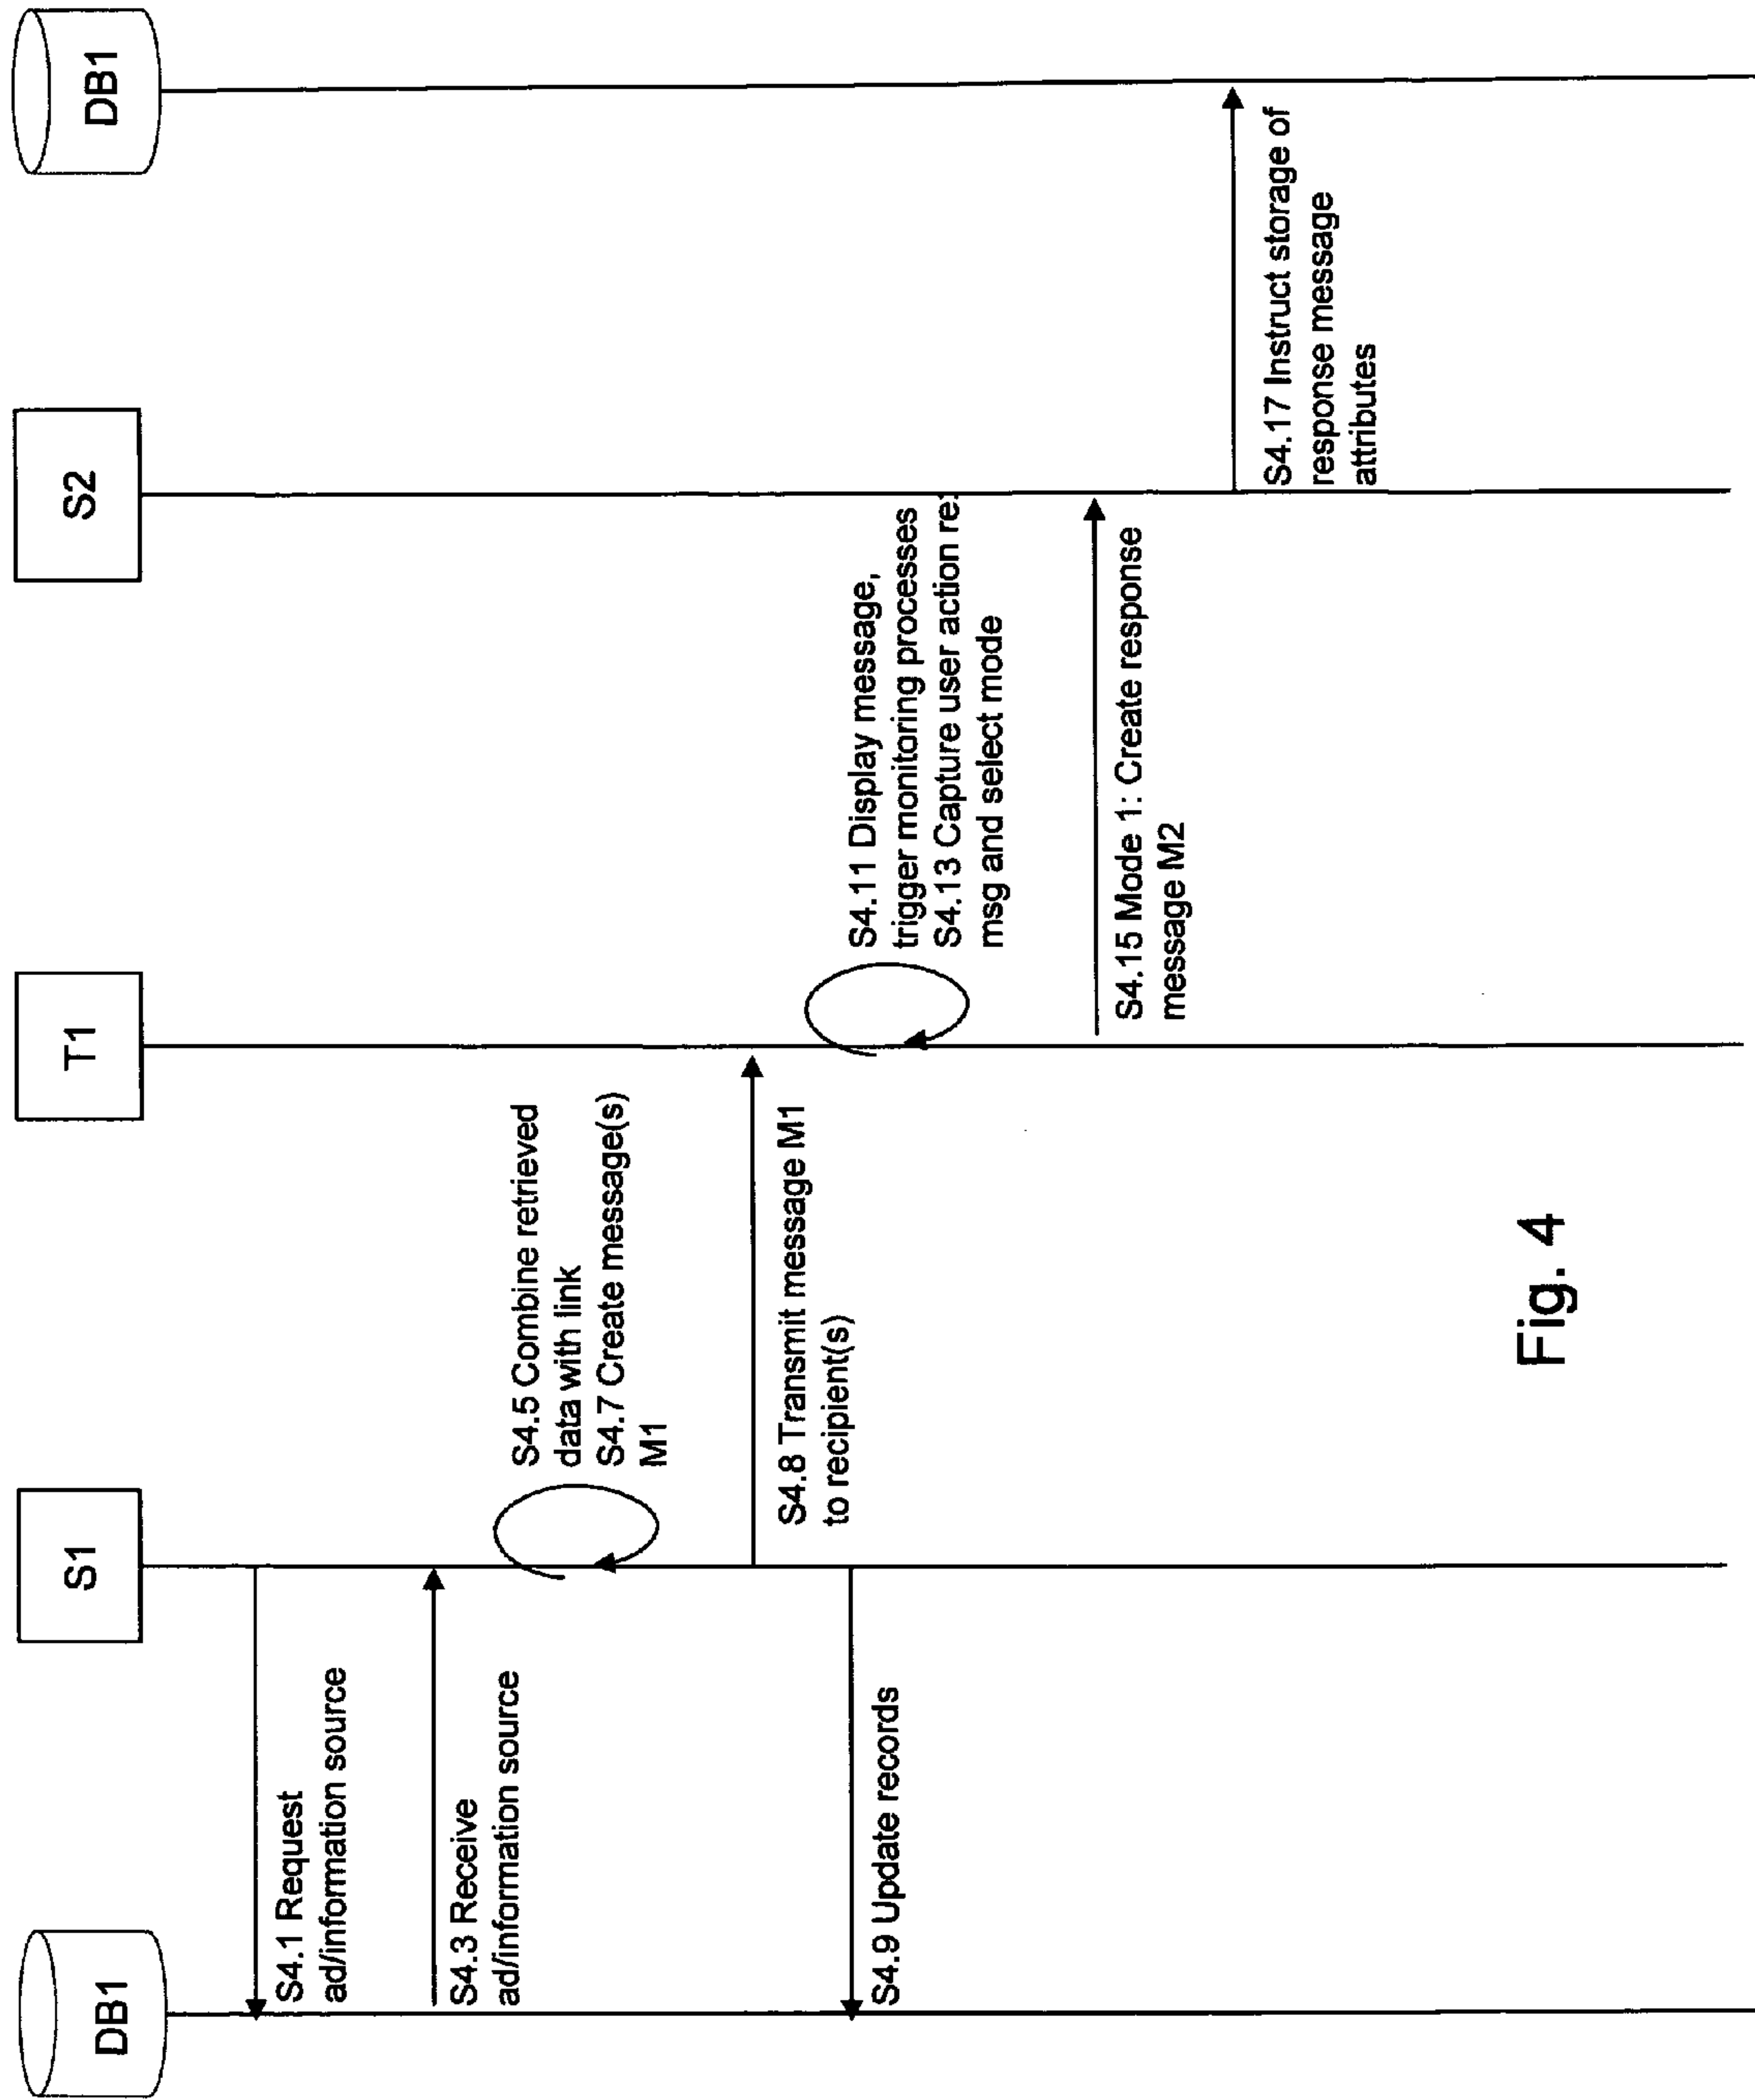 DB1
S1
T1
S2
DB1
S4.1 Request
ad/information source
S4.3 Receive
ad/information source
S4.5 Combine retrieved
data with link
S4.7 Create message(s)
M1
S4.8 Transmit message M1
to recipient(s)
S4.9 Update records
S4.11 Display message,
trigger monitoring processes
S4.13 Capture user action re:
msg and select mode
S4.15 Mode 1: Create response
message M2
S4.17 Instruct storage of
response message
attributes
Fig. 4